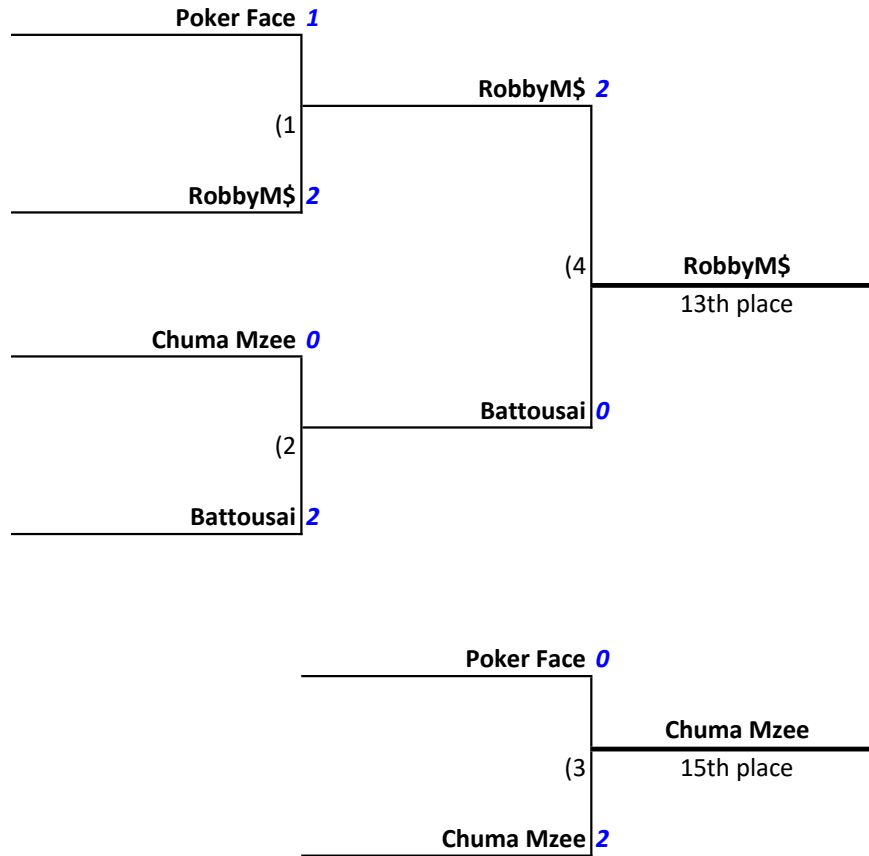 Poker Face 1
RobbyM$ 2
(1
RobbyM$ 2
(4
RobbyM$
13th place
Chuma Mzee 0
Battousai 0
(2
Battousai 2
Poker Face 0
Chuma Mzee
(3
15th place
Chuma Mzee 2